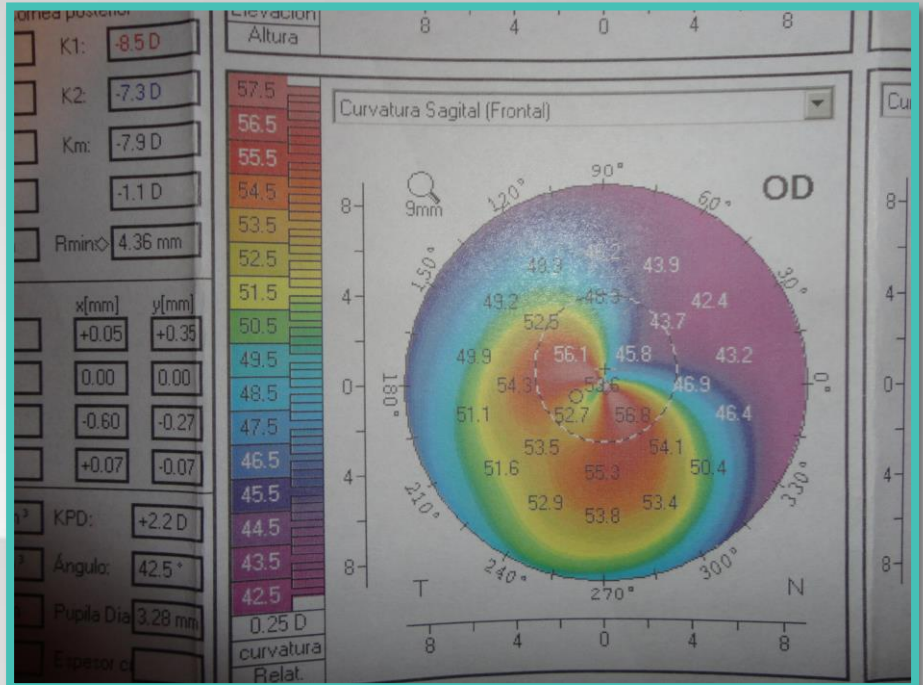 Córnea posterior
K1: -8.5 D
K2: -7.3 D
Km: -7.9 D
-1.1 D
Rmin: 4.36 mm
x[mm] y[mm]
+0.05 +0.35
0.00 0.00
-0.60 -0.27
+0.07 -0.07
KPD: +2.2 D
Ángulo: 42.5 °
Pupila Dia 3.28 mm
Espesor c
Elevación
Altura
8 4 0 4 8
57.5
56.5
55.5
54.5
53.5
52.5
51.5
50.5
49.5
48.5
47.5
46.5
45.5
44.5
43.5
42.5
0.25 D
curvatura
Relat.
Curvatura Sagital (Frontal)
OD
9mm
90°
120° 60°
150° 30°
180° 0°
210° 330°
240° 300°
270°
8
4
0
4
8
48.3 43.9
49.2 48.3 42.4
52.5 43.7
49.9 56.1 45.8 43.2
54.3 53.6 46.9
51.1 52.7 56.8 46.4
53.5 54.1
51.6 55.3 50.4
52.9 53.8 53.4
T N
8 4 0 4 8
Cu
8
4
0
4
8